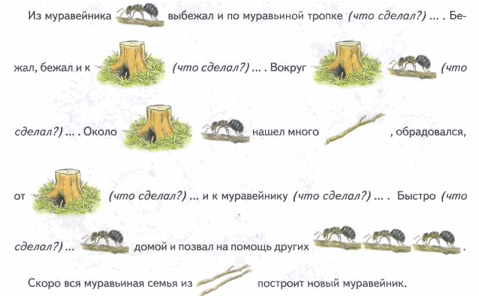 Из муравейника выбежал и по муравьиной тропке (что сделал?) ... . Бе-
жал, бежал и к (что сделал?) ... . Вокруг (что
сделал?) ... . Около нашел много , обрадовался,
от (что сделал?) ... и к муравейнику (что сделал?) ... . Быстро (что
сделал?) ... домой и позвал на помощь других .
Скоро вся муравьиная семья из построит новый муравейник.